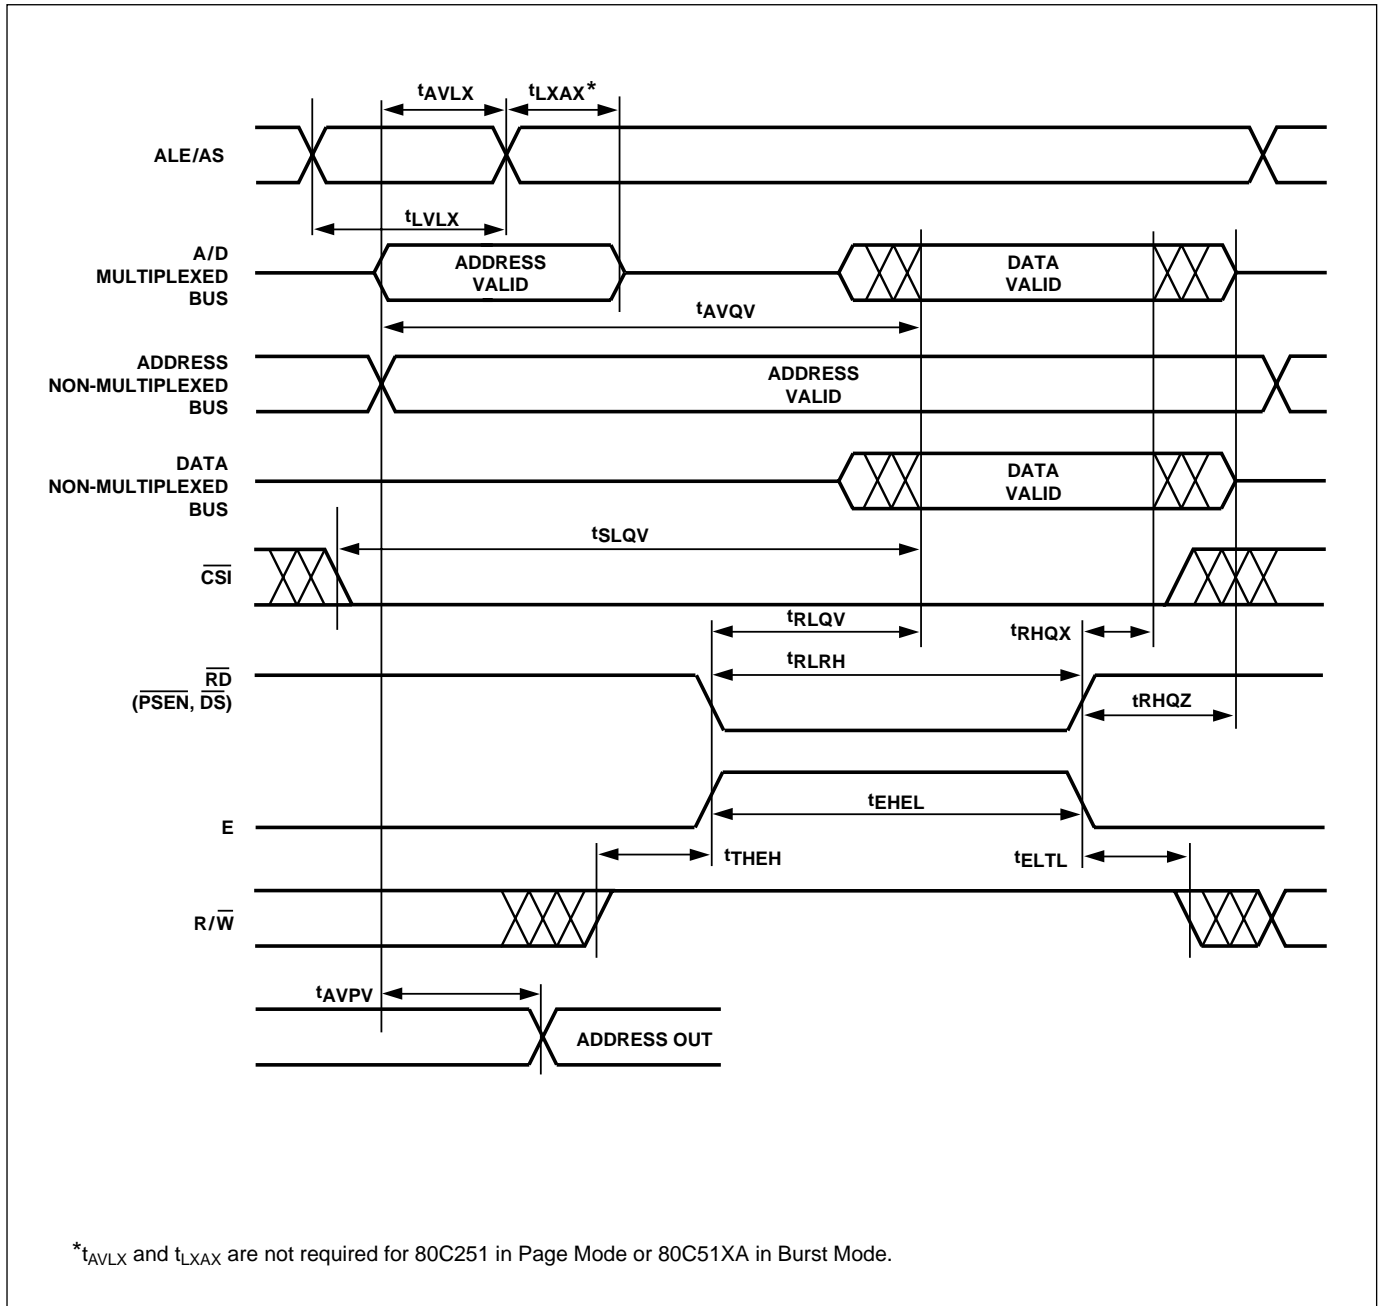 tAVLX tLXAX*
ALE/AS
tLVLX
A/D
MULTIPLEXED
BUS
ADDRESS
VALID
DATA
VALID
tAVQV
ADDRESS
NON-MULTIPLEXED
BUS
ADDRESS
VALID
DATA
NON-MULTIPLEXED
BUS
DATA
VALID
tSLQV
CSI
tRLQV tRHQX
tRLRH
RD
(PSEN, DS)
tRHQZ
tEHEL
E
tTHEH tELTL
R/W
tAVPV
ADDRESS OUT
*tAVLX and tLXAX are not required for 80C251 in Page Mode or 80C51XA in Burst Mode.